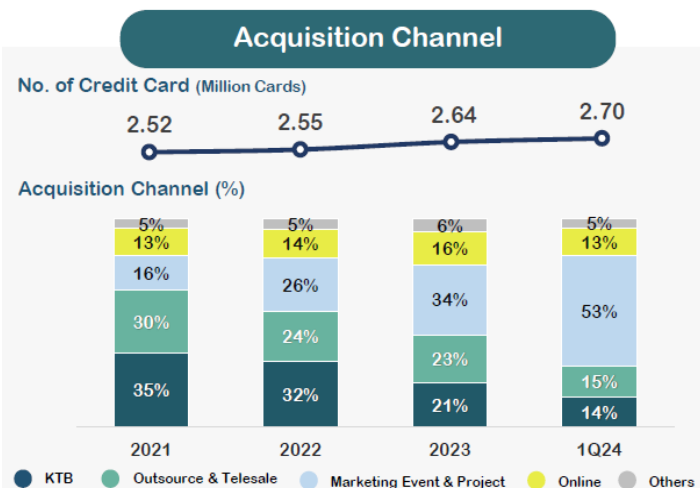 Acquisition Channel
No. of Credit Card (Million Cards)
2.52 2.55 2.64 2.70
Acquisition Channel (%)
5% 5% 6% 5%
13% 14% 16% 13%
16% 26% 34% 53%
30% 24% 23% 15%
35% 32% 21% 14%
2021 2022 2023 1Q24
KTB Outsource & Telesale Marketing Event & Project Online Others